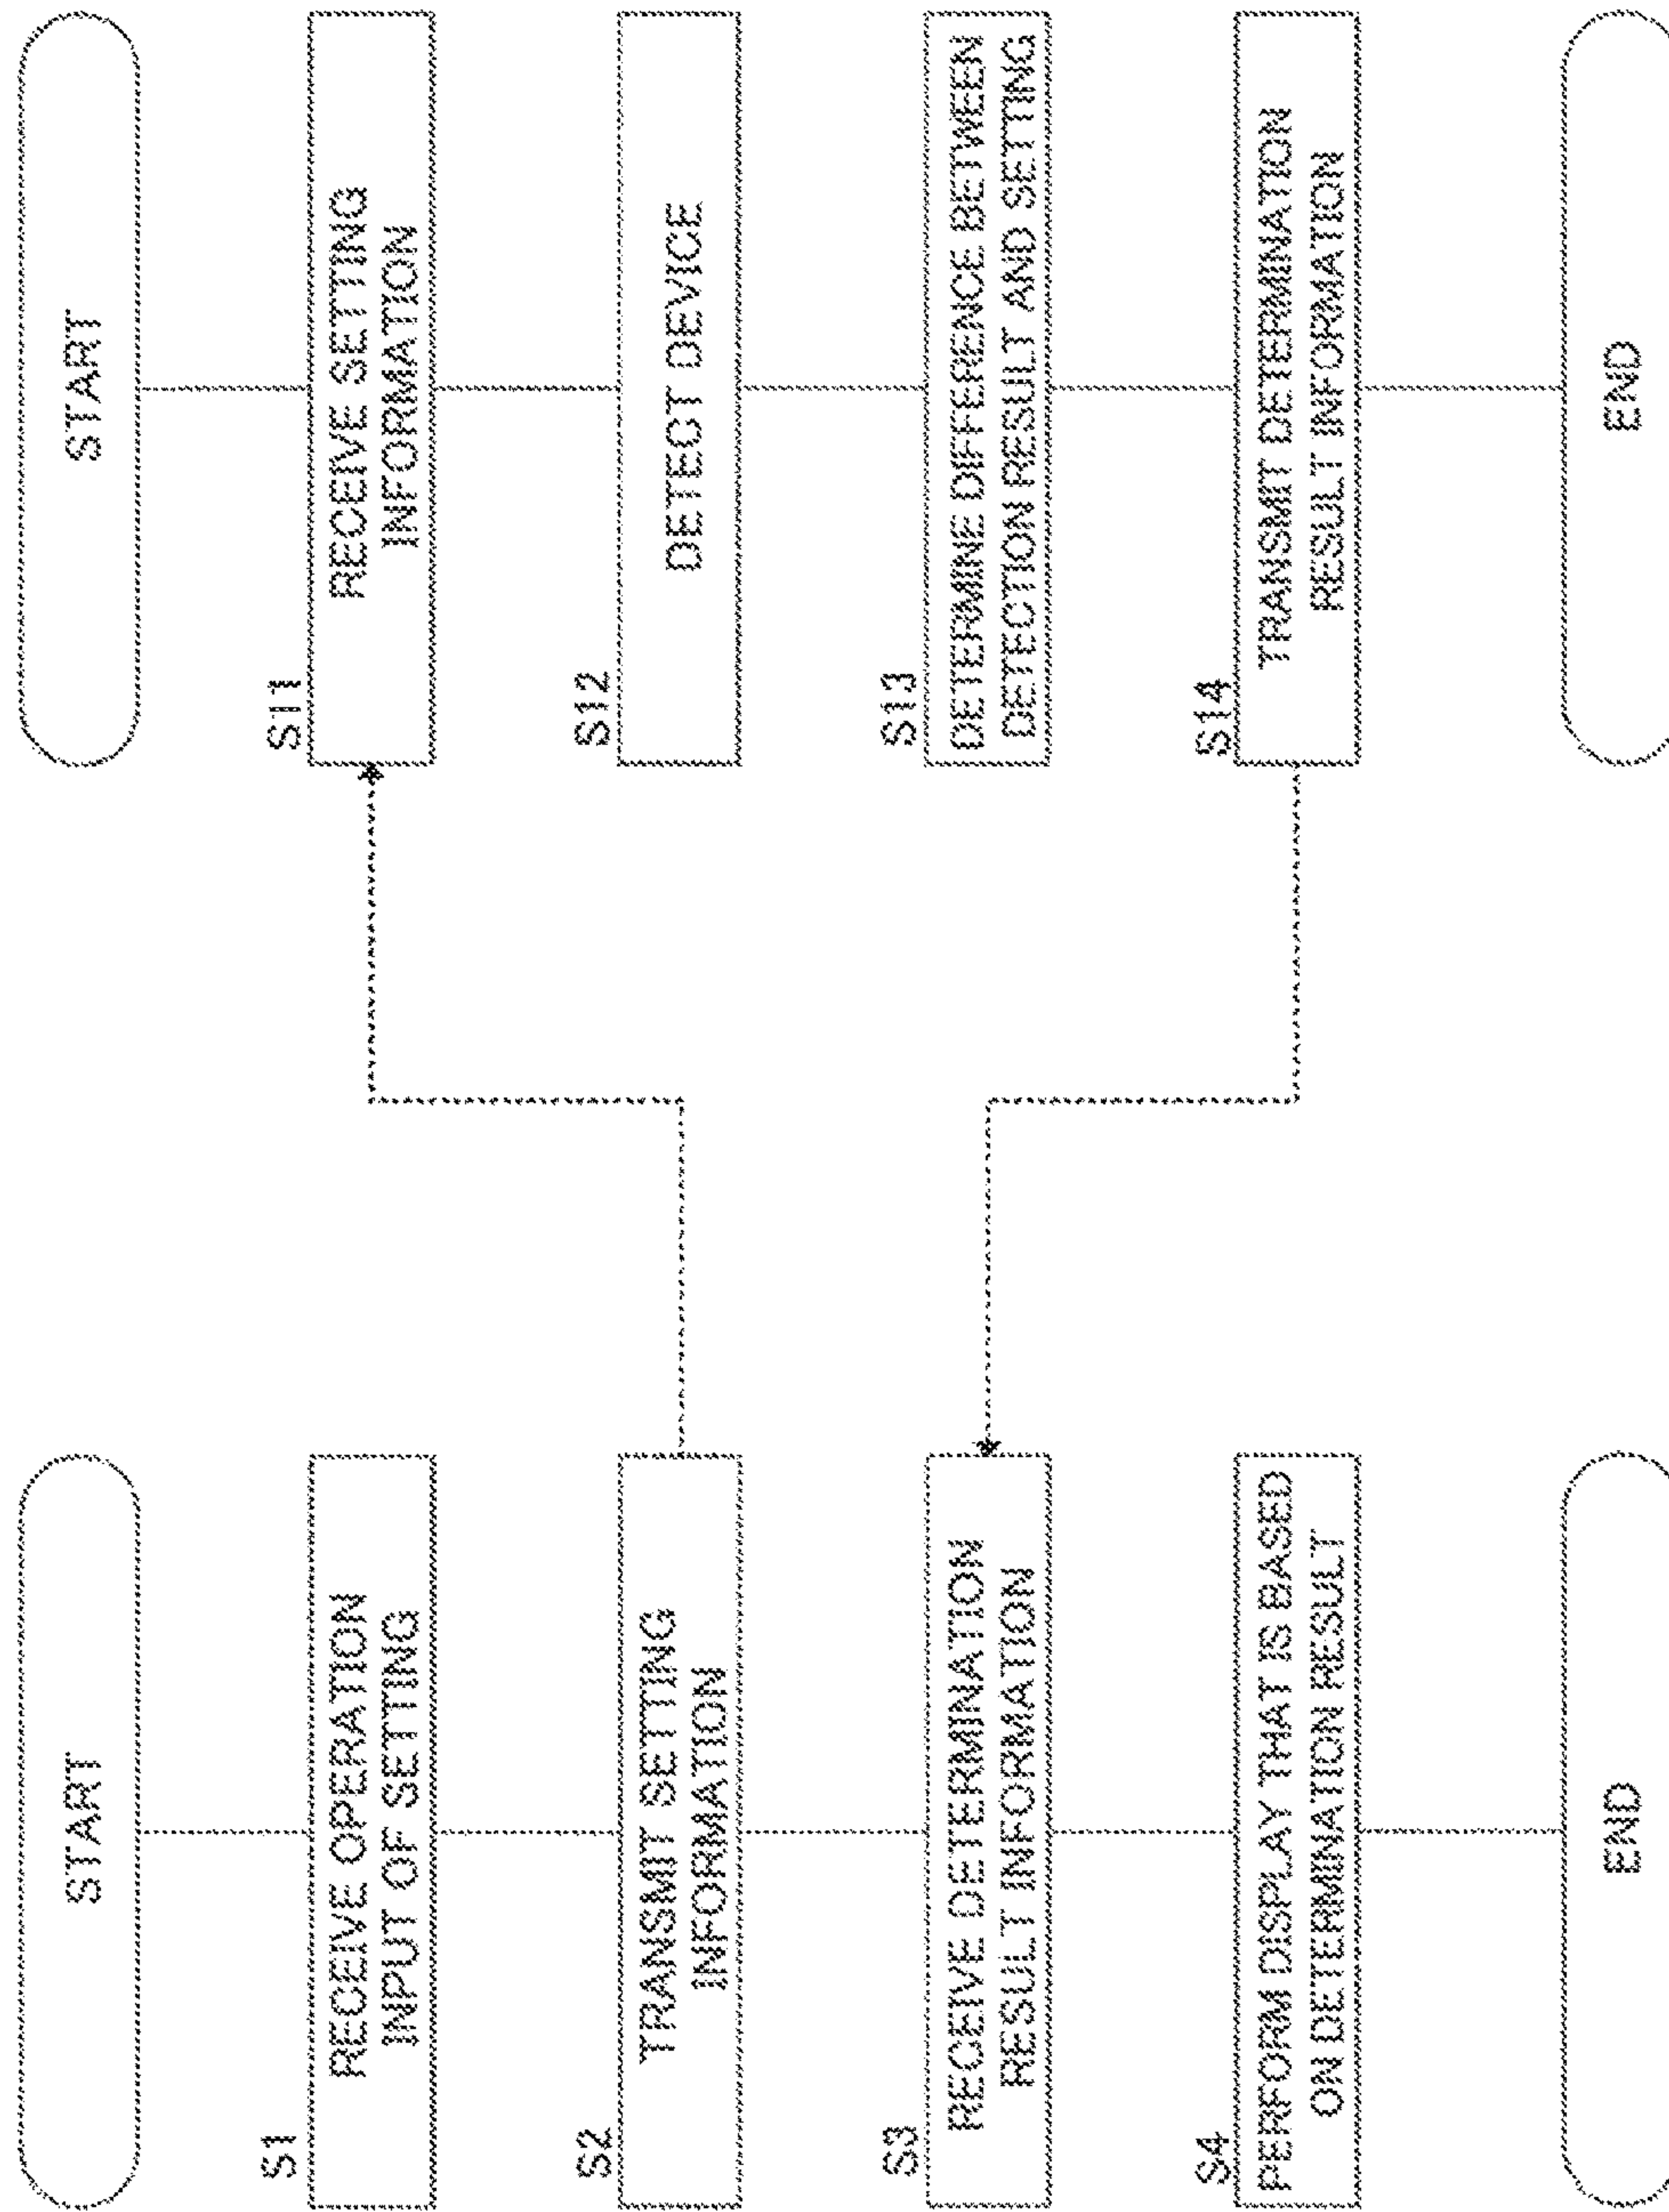 START
S1
RECEIVE OPERATION
INPUT OF SETTING
S2
TRANSMIT SETTING
INFORMATION
S3
RECEIVE DETERMINATION
RESULT INFORMATION
S4
PERFORM DISPLAY THAT IS BASED
ON DETERMINATION RESULT
END
START
S11
RECEIVE SETTING
INFORMATION
S12
DETECT DEVICE
S13
DETERMINE DIFFERENCE BETWEEN
DETECTION RESULT AND SETTING
S14
TRANSMIT DETERMINATION
RESULT INFORMATION
END